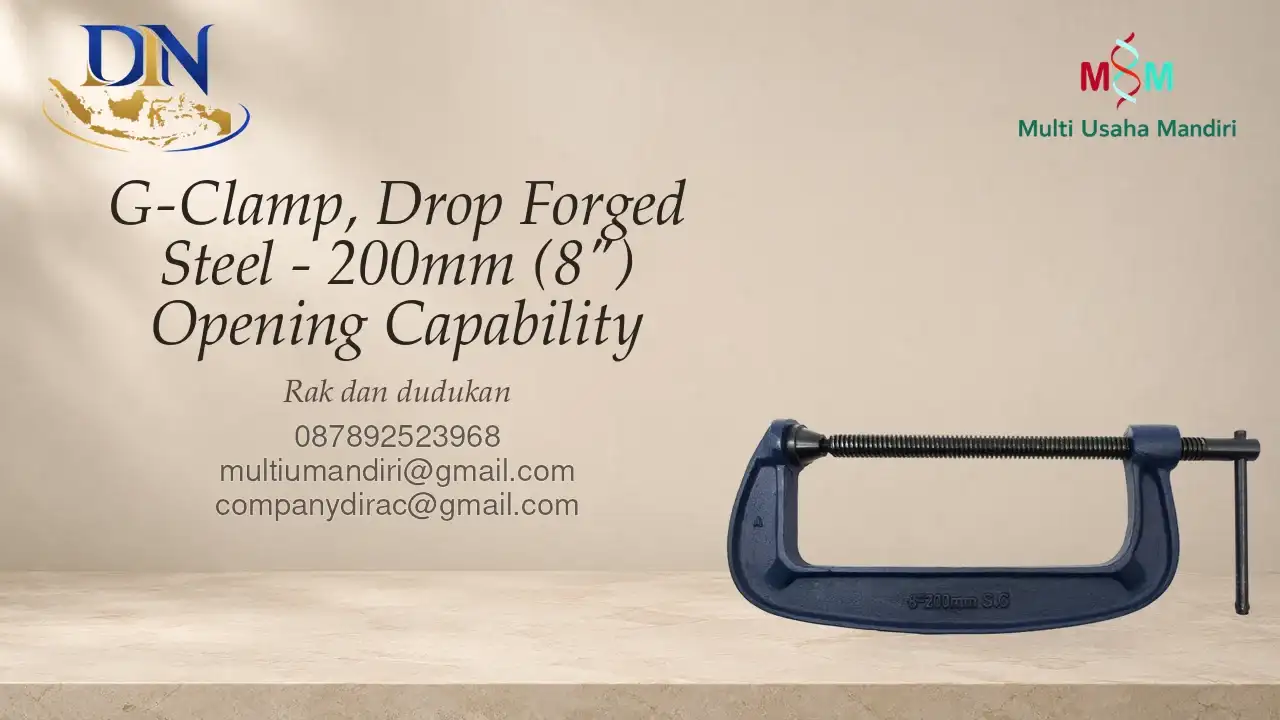 DN
MSM
Multi Usaha Mandiri
G-Clamp, Drop Forged
Steel - 200mm (8")
Opening Capability
Rak dan dudukan
087892523968
multiumandiri@gmail.com
companydirac@gmail.com
8"-200mm